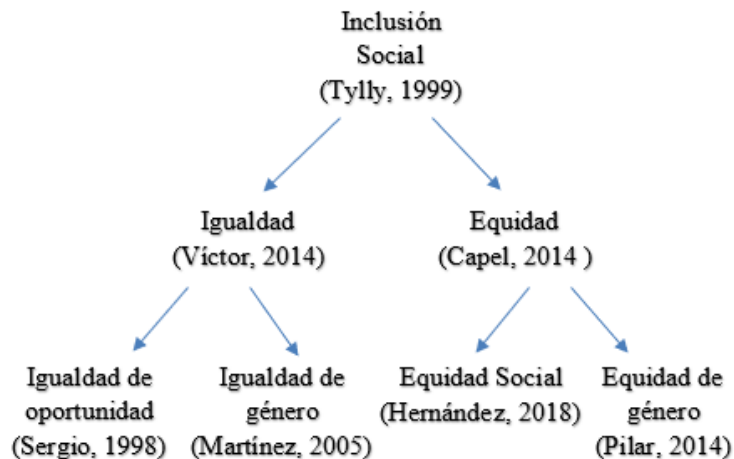 Inclusión
Social
(Tylly, 1999)
Igualdad
(Víctor, 2014)
Equidad
(Capel, 2014 )
Igualdad de
oportunidad
(Sergio, 1998)
Igualdad de
género
(Martínez, 2005)
Equidad Social
(Hernández, 2018)
Equidad de
género
(Pilar, 2014)